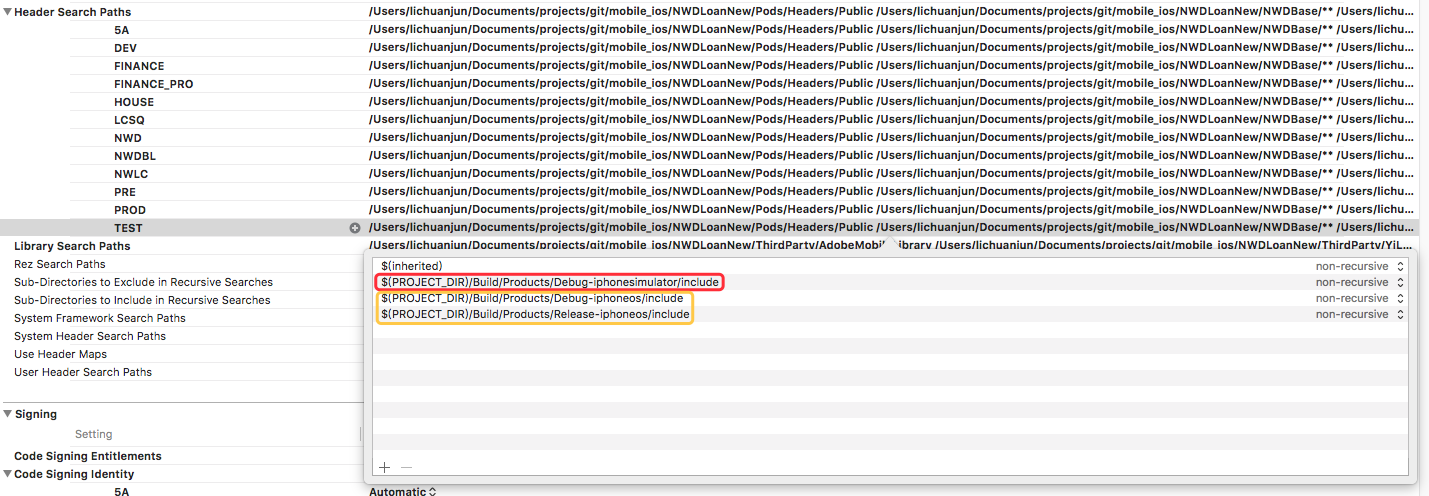 Header Search Paths /Users/lichuanjun/Documents/projects/git/mobile_ios/NWDLoanNew/Pods/Headers/Public /Users/lichuanjun/Documents/projects/git/mobile_ios/NWDLoanNew/NWDBase/** /Users/lichu...
5A /Users/lichuanjun/Documents/projects/git/mobile_ios/NWDLoanNew/Pods/Headers/Public /Users/lichuanjun/Documents/projects/git/mobile_ios/NWDLoanNew/NWDBase/** /Users/lichu...
DEV /Users/lichuanjun/Documents/projects/git/mobile_ios/NWDLoanNew/Pods/Headers/Public /Users/lichuanjun/Documents/projects/git/mobile_ios/NWDLoanNew/NWDBase/** /Users/lichu...
FINANCE /Users/lichuanjun/Documents/projects/git/mobile_ios/NWDLoanNew/Pods/Headers/Public /Users/lichuanjun/Documents/projects/git/mobile_ios/NWDLoanNew/NWDBase/** /Users/lichu...
FINANCE_PRO /Users/lichuanjun/Documents/projects/git/mobile_ios/NWDLoanNew/Pods/Headers/Public /Users/lichuanjun/Documents/projects/git/mobile_ios/NWDLoanNew/NWDBase/** /Users/lichu...
HOUSE /Users/lichuanjun/Documents/projects/git/mobile_ios/NWDLoanNew/Pods/Headers/Public /Users/lichuanjun/Documents/projects/git/mobile_ios/NWDLoanNew/NWDBase/** /Users/lichu...
LCSQ /Users/lichuanjun/Documents/projects/git/mobile_ios/NWDLoanNew/Pods/Headers/Public /Users/lichuanjun/Documents/projects/git/mobile_ios/NWDLoanNew/NWDBase/** /Users/lichu...
NWD /Users/lichuanjun/Documents/projects/git/mobile_ios/NWDLoanNew/Pods/Headers/Public /Users/lichuanjun/Documents/projects/git/mobile_ios/NWDLoanNew/NWDBase/** /Users/lichu...
NWDBL /Users/lichuanjun/Documents/projects/git/mobile_ios/NWDLoanNew/Pods/Headers/Public /Users/lichuanjun/Documents/projects/git/mobile_ios/NWDLoanNew/NWDBase/** /Users/lichu...
NWLC /Users/lichuanjun/Documents/projects/git/mobile_ios/NWDLoanNew/Pods/Headers/Public /Users/lichuanjun/Documents/projects/git/mobile_ios/NWDLoanNew/NWDBase/** /Users/lichu...
PRE /Users/lichuanjun/Documents/projects/git/mobile_ios/NWDLoanNew/Pods/Headers/Public /Users/lichuanjun/Documents/projects/git/mobile_ios/NWDLoanNew/NWDBase/** /Users/lichu...
PROD /Users/lichuanjun/Documents/projects/git/mobile_ios/NWDLoanNew/Pods/Headers/Public /Users/lichuanjun/Documents/projects/git/mobile_ios/NWDLoanNew/NWDBase/** /Users/lichu...
TEST /Users/lichuanjun/Documents/projects/git/mobile_ios/NWDLoanNew/Pods/Headers/Public /Users/lichuanjun/Documents/projects/git/mobile_ios/NWDLoanNew/NWDBase/** /Users/lichu...
Library Search Paths /Users/lichuanjun/Documents/projects/git/mobile_ios/NWDLoanNew/ThirdParty/AdobeMobil ibrary /Users/lichuanjun/Documents/projects/git/mobile_ios/NWDLoanNew/ThirdParty/YiL...
Rez Search Paths
Sub-Directories to Exclude in Recursive Searches
Sub-Directories to Include in Recursive Searches
System Framework Search Paths
System Header Search Paths
Use Header Maps
User Header Search Paths
$(inherited) non-recursive
$(PROJECT_DIR)/Build/Products/Debug-iphonesimulator/include non-recursive
$(PROJECT_DIR)/Build/Products/Debug-iphoneos/include non-recursive
$(PROJECT_DIR)/Build/Products/Release-iphoneos/include non-recursive
Signing
Setting
Code Signing Entitlements
Code Signing Identity
5A Automatic